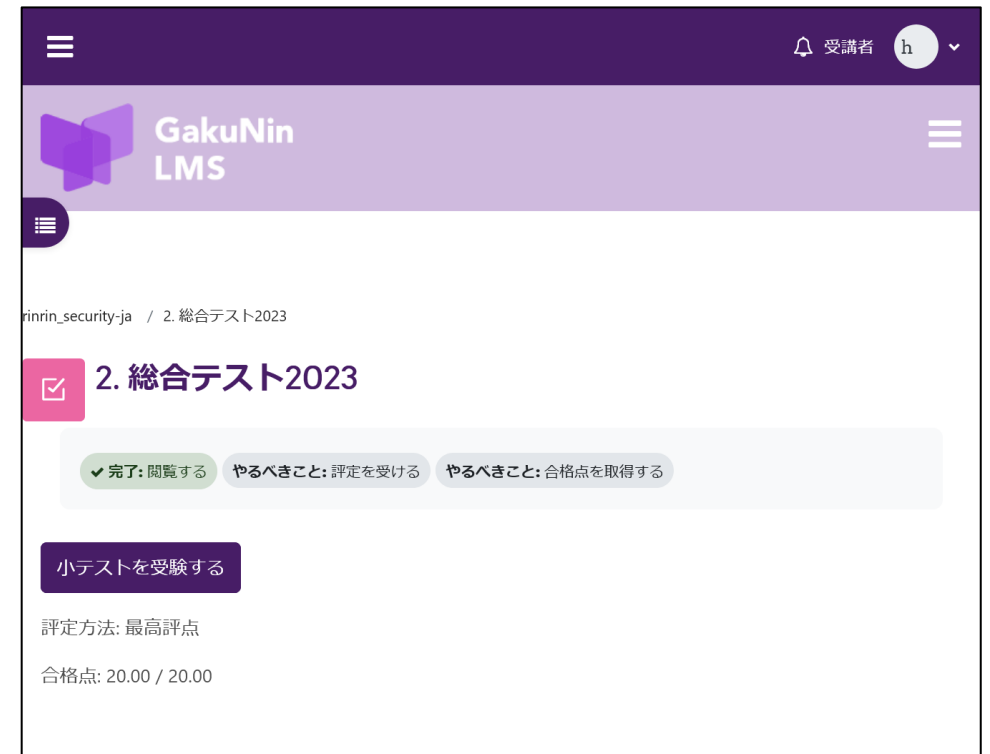 受講者 h
GakuNin
LMS
rinrin_security-ja / 2. 総合テスト2023
2. 総合テスト2023
完了: 閲覧する やるべきこと: 評定を受ける やるべきこと: 合格点を取得する
小テストを受験する
評定方法: 最高評点
合格点: 20.00 / 20.00